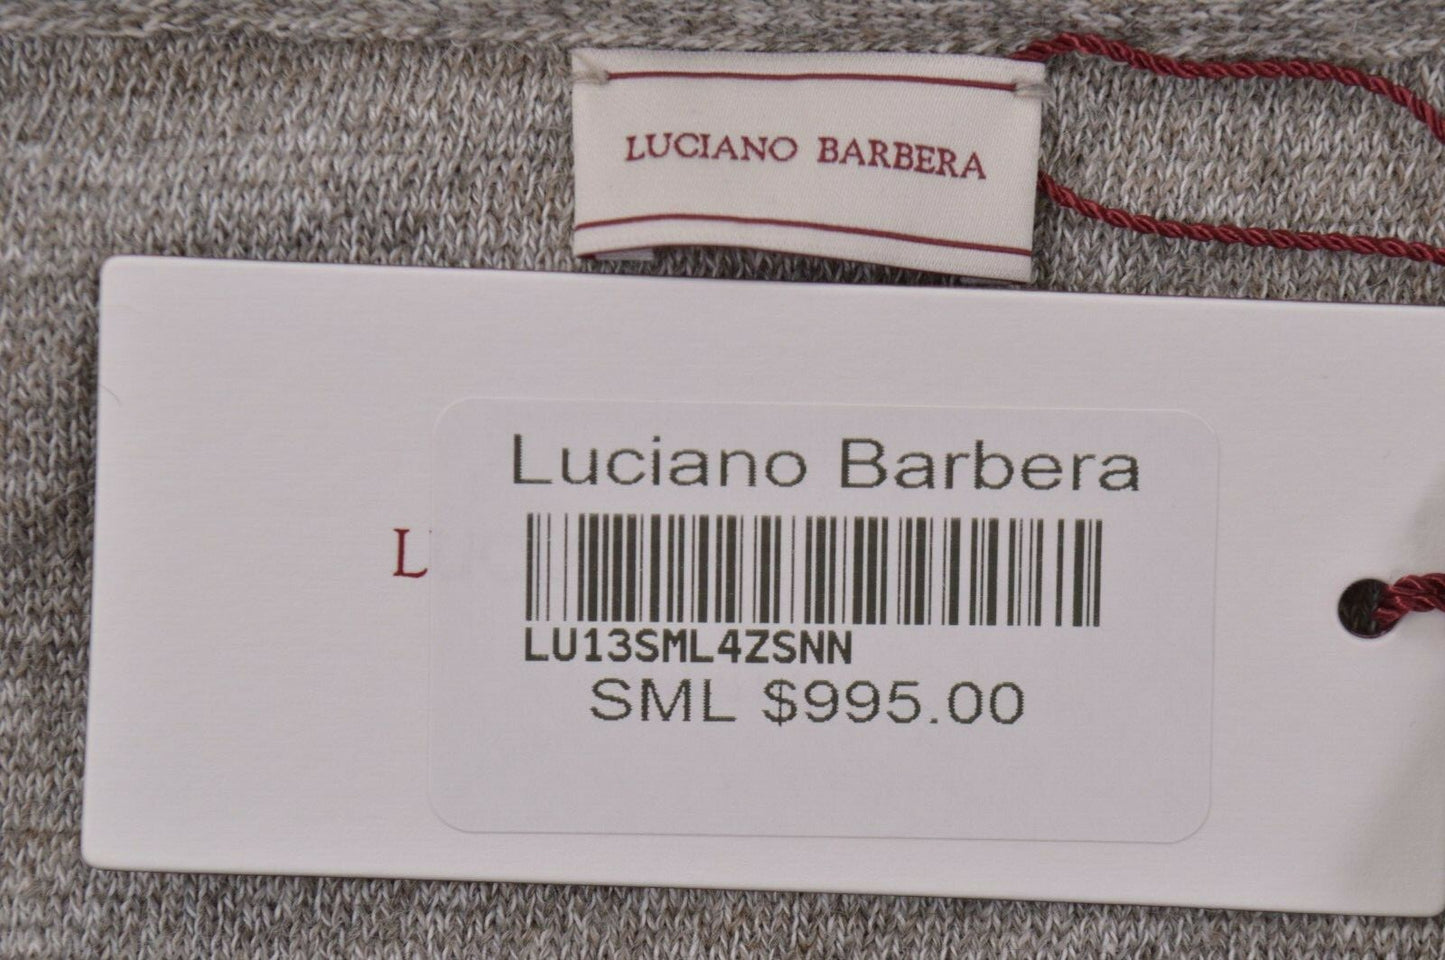 LUCIANO BARBERA
Luciano Barbera
L
LU13SML4ZSNN
SML $995.00